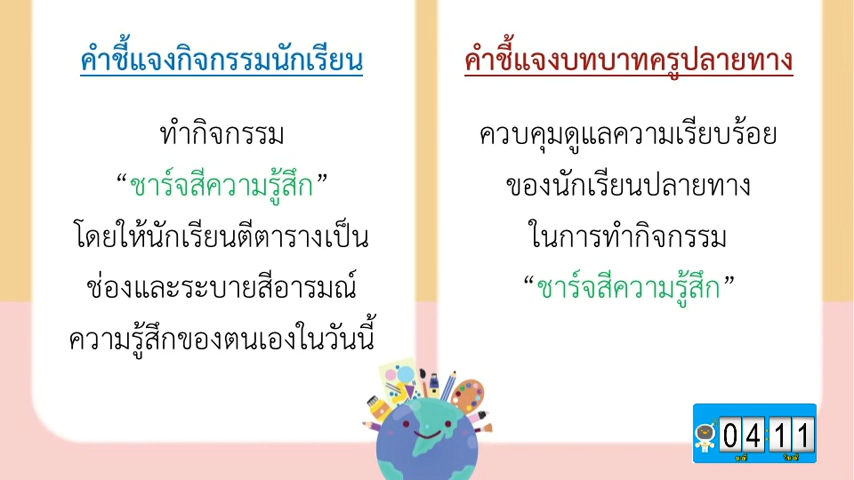 คำชี้แจงกิจกรรมนักเรียน
ทำกิจกรรม
“ชาร์จสีความรู้สึก”
โดยให้นักเรียนตีตารางเป็น
ช่องและระบายสีอารมณ์
ความรู้สึกของตนเองในวันนี้
คำชี้แจงบทบาทครูปลายทาง
ควบคุมดูแลความเรียบร้อย
ของนักเรียนปลายทาง
ในการทำกิจกรรม
“ชาร์จสีความรู้สึก”
04 11
นาที วินาที